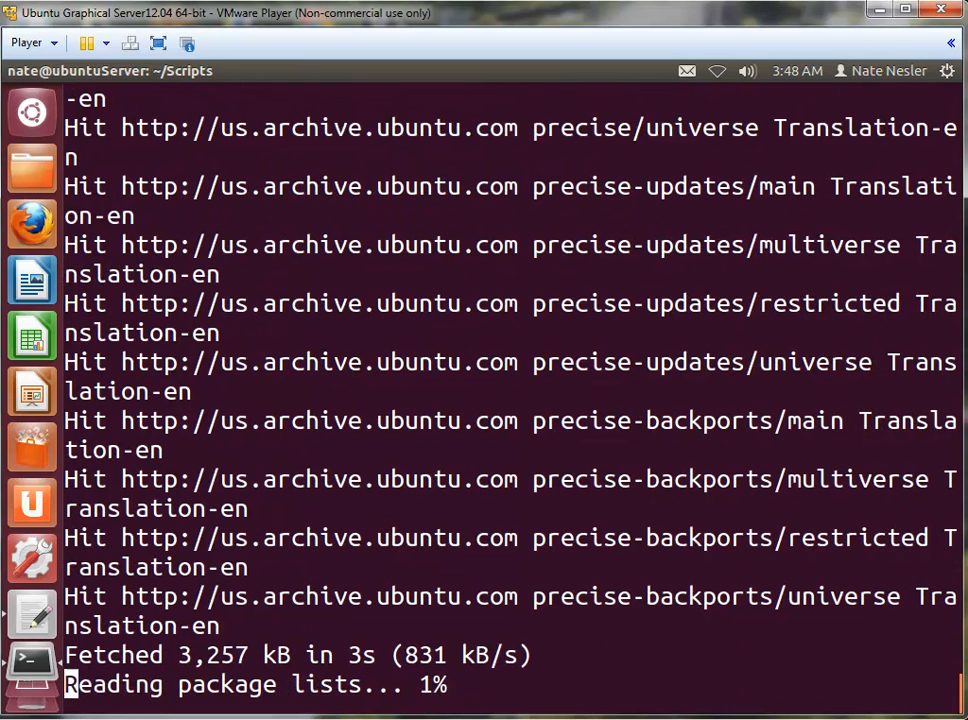 Ubuntu Graphical Server12.04 64-bit - VMware Player (Non-commercial use only)
Player
nate@ubuntuServer: ~/Scripts
3:48 AM
Nate Nesler
-en
Hit http://us.archive.ubuntu.com precise/universe Translation-e
n
Hit http://us.archive.ubuntu.com precise-updates/main Translati
on-en
Hit http://us.archive.ubuntu.com precise-updates/multiverse Tra
nslation-en
Hit http://us.archive.ubuntu.com precise-updates/restricted Tra
nslation-en
Hit http://us.archive.ubuntu.com precise-updates/universe Trans
lation-en
Hit http://us.archive.ubuntu.com precise-backports/main Transla
tion-en
Hit http://us.archive.ubuntu.com precise-backports/multiverse T
ranslation-en
Hit http://us.archive.ubuntu.com precise-backports/restricted T
ranslation-en
Hit http://us.archive.ubuntu.com precise-backports/universe Tra
nslation-en
Fetched 3,257 kB in 3s (831 kB/s)
Reading package lists... 1%